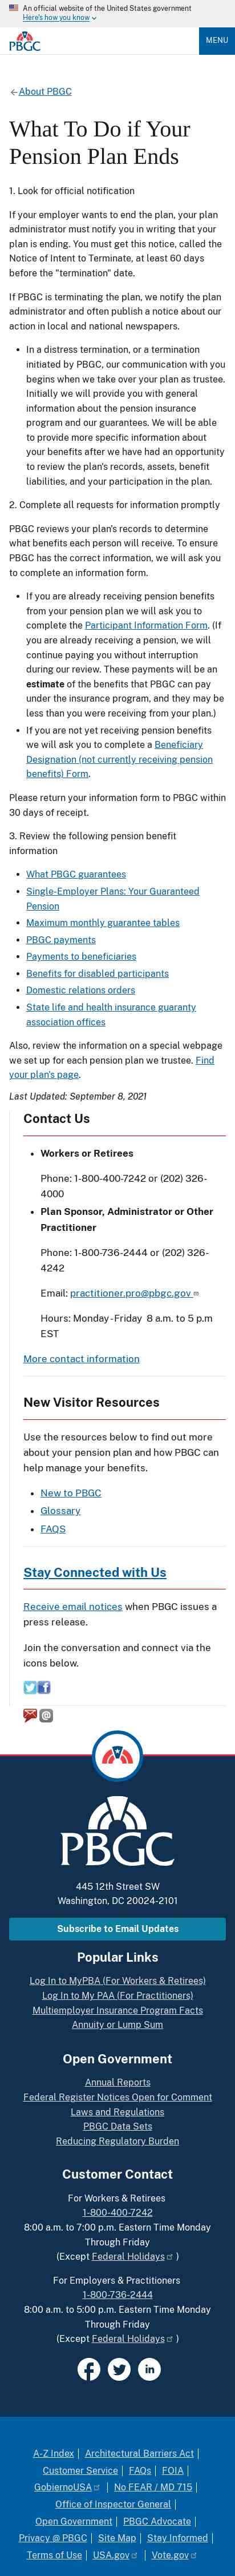 An official website of the United States government
Here's how you know
PBGC
MENU
About PBGC
What To Do if Your
Pension Plan Ends
1. Look for official notification
If your employer wants to end the plan, your plan
administrator must notify you in writing that your
plan is ending. You must get this notice, called the
Notice of Intent to Terminate, at least 60 days
before the "termination" date.
If PBGC is terminating the plan, we notify the plan
administrator and often publish a notice about our
action in local and national newspapers.
• In a distress termination, or a termination
initiated by PBGC, our communication with you
begins when we take over your plan as trustee.
Initially, we will send you a general explanation
of the insurance program and what our
program guarantees. We will be able to provide
more specific information about your own
benefit after we have had an opportunity to
review the plan's records, assets, benefit
liabilities, and your participation in the plan.
2. Complete all requests for information promptly
PBGC reviews your plan's records to determine
what benefits each person will receive. To ensure
PBGC has the correct information, we will ask you
to complete an information form.
• If you are already receiving pension benefits
from your pension plan we will ask you to
complete the Participant Information Form. (If
you are already receiving a pension, we will
continue paying you without interruption
during the review. These payments will be an
estimate of the benefits that PBGC can pay
under the insurance program, and they may be
less than what your plan would have given you.)
• If you are not yet receiving pension benefits
we will ask you to complete a Beneficiary
Designation (not currently receiving pension
benefits) Form.
Please return your information form to PBGC within
30 days of receipt.
3. Review the following pension benefit
information
• What PBGC guarantees
• Single-Employer Plans: Your Guaranteed
Pension
• Maximum monthly guarantee tables
• PBGC payments
• Payments to beneficiaries
• Benefits for disabled participants
• Domestic relations orders
• State life and health insurance guaranty
association offices
Also, review the information on a special webpage
we set up for each pension plan we trustee. Find
your plan's page.
Last Updated: September 8, 2021
Contact Us
• Workers or Retirees
Phone: 1-800-400-7242 or (202) 326-
4000
• Plan Sponsor, Administrator or Other
Practitioner
Phone: 1-800-736-2444 or (202) 326-
4242
Email: practitioner.pro@pbgc.gov
Hours: Monday - Friday 8 a.m. to 5 p.m
EST
More contact information
New Visitor Resources
Use the resources below to find out more
about your pension plan and how PBGC can
help manage your benefits.
• New to PBGC
• Glossary
• FAQS
Stay Connected with Us
Receive email notices when PBGC issues a
press release.
Join the conversation and connect via the
icons below.
PBGC
445 12th Street SW
Washington, DC 20024-2101
Subscribe to Email Updates
Popular Links
Log In to MyPBA (For Workers & Retirees)
Log In to My PAA (For Practitioners)
Multiemployer Insurance Program Facts
Annuity or Lump Sum
Open Government
Annual Reports
Federal Register Notices Open for Comment
Laws and Regulations
PBGC Data Sets
Reducing Regulatory Burden
Customer Contact
For Workers & Retirees
1-800-400-7242
8:00 a.m. to 7:00 p.m. Eastern Time Monday
Through Friday
(Except Federal Holidays )
For Employers & Practitioners
1-800-736-2444
8:00 a.m. to 5:00 p.m. Eastern Time Monday
Through Friday
(Except Federal Holidays )
A-Z Index | Architectural Barriers Act |
Customer Service | FAQs | FOIA |
GobiernoUSA | No FEAR / MD 715 |
Office of Inspector General |
Open Government | PBGC Advocate |
Privacy @ PBGC | Site Map | Stay Informed |
Terms of Use | USA.gov | Vote.gov